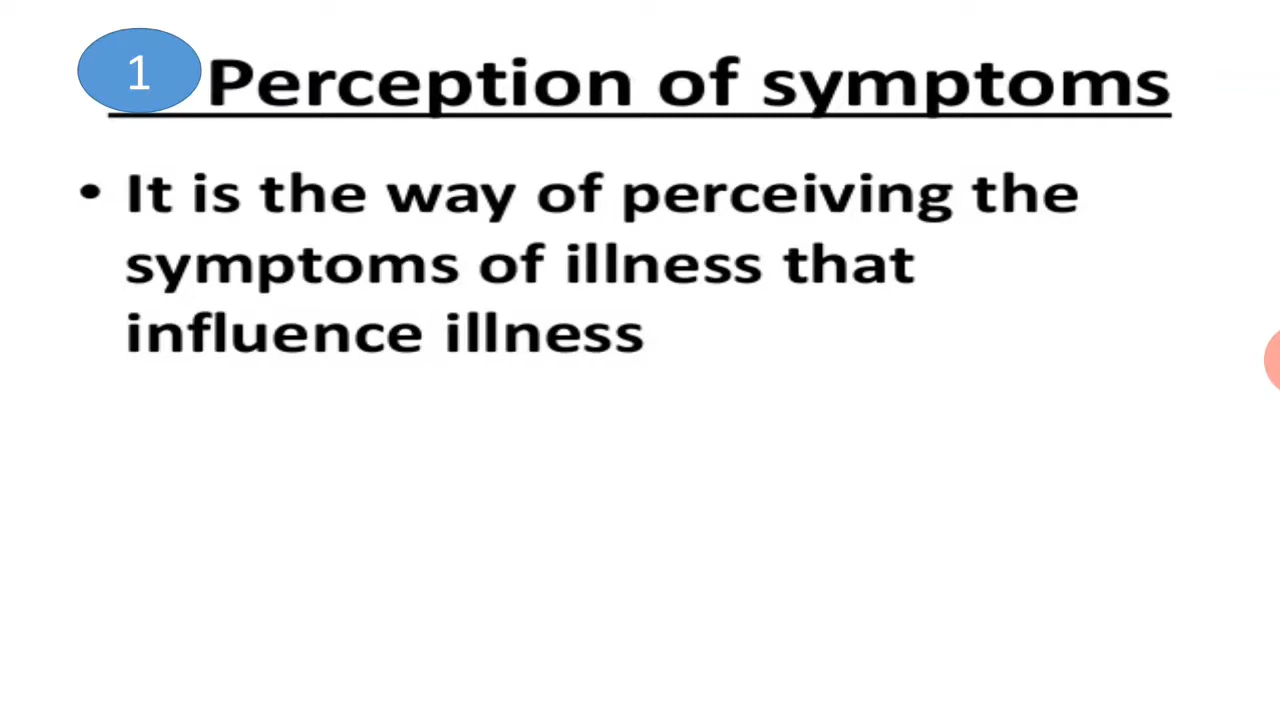 1 Perception of symptoms
• It is the way of perceiving the
symptoms of illness that
influence illness